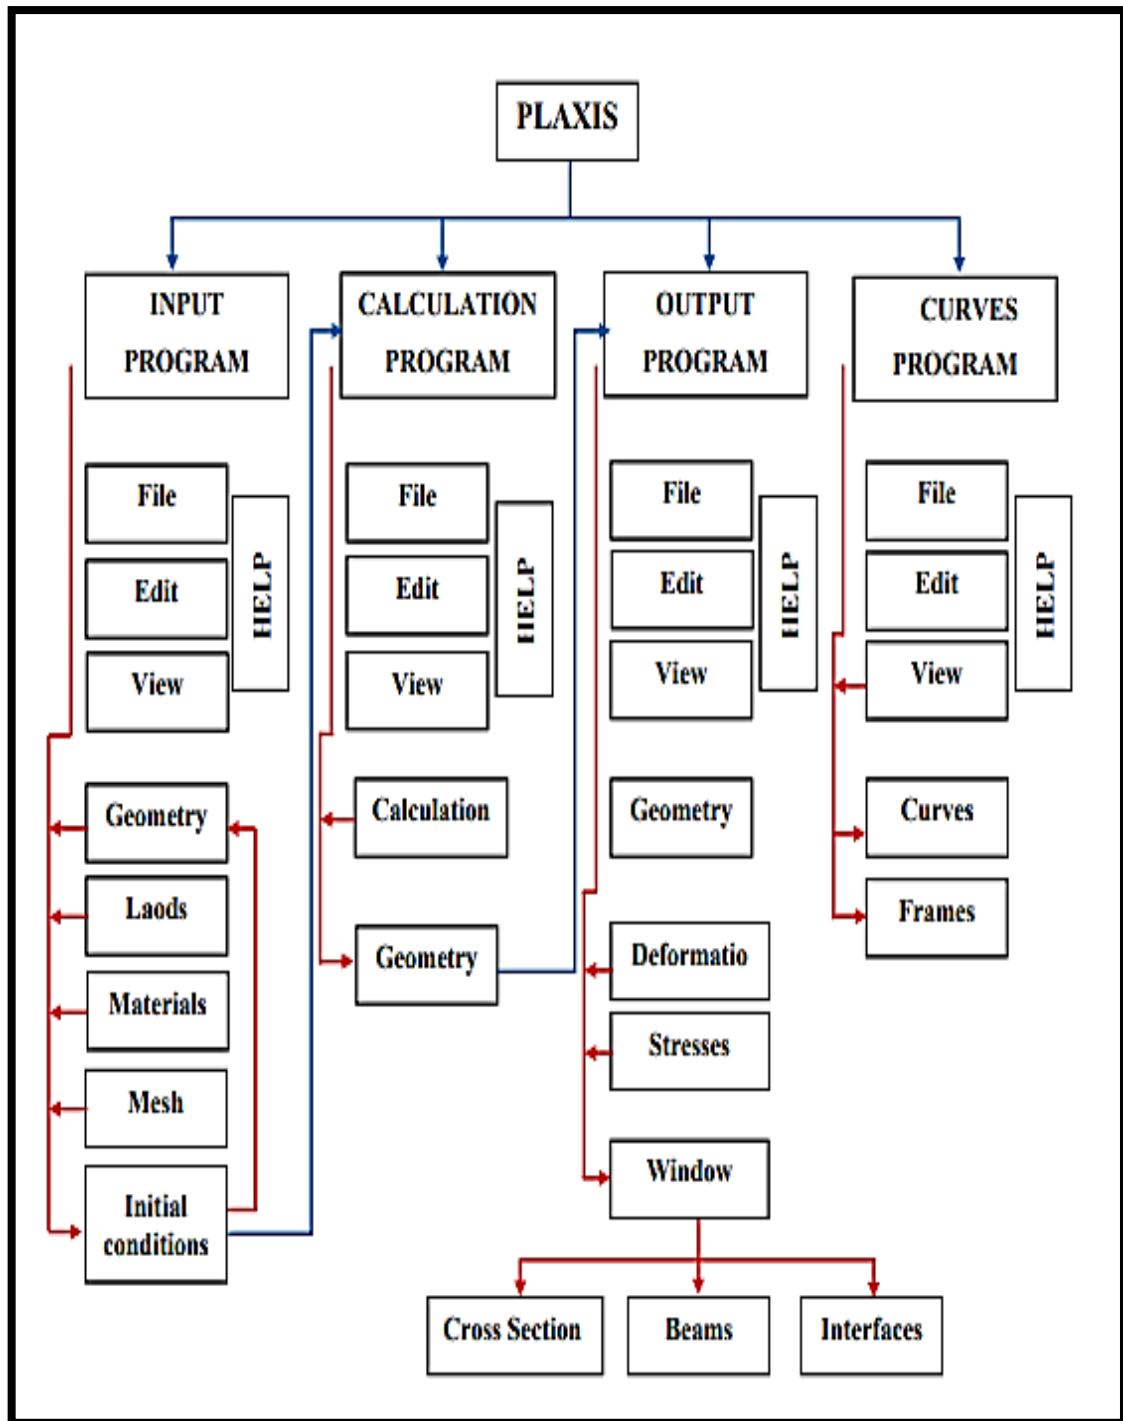 PLAXIS
INPUT
PROGRAM
CALCULATION
PROGRAM
OUTPUT
PROGRAM
CURVES
PROGRAM
File
Edit
View
HELP
Geometry
Laods
Materials
Mesh
Initial
conditions
File
Edit
View
HELP
Calculation
Geometry
File
Edit
View
HELP
Geometry
Deformatio
Stresses
Window
Cross Section
Beams
Interfaces
File
Edit
View
HELP
Curves
Frames